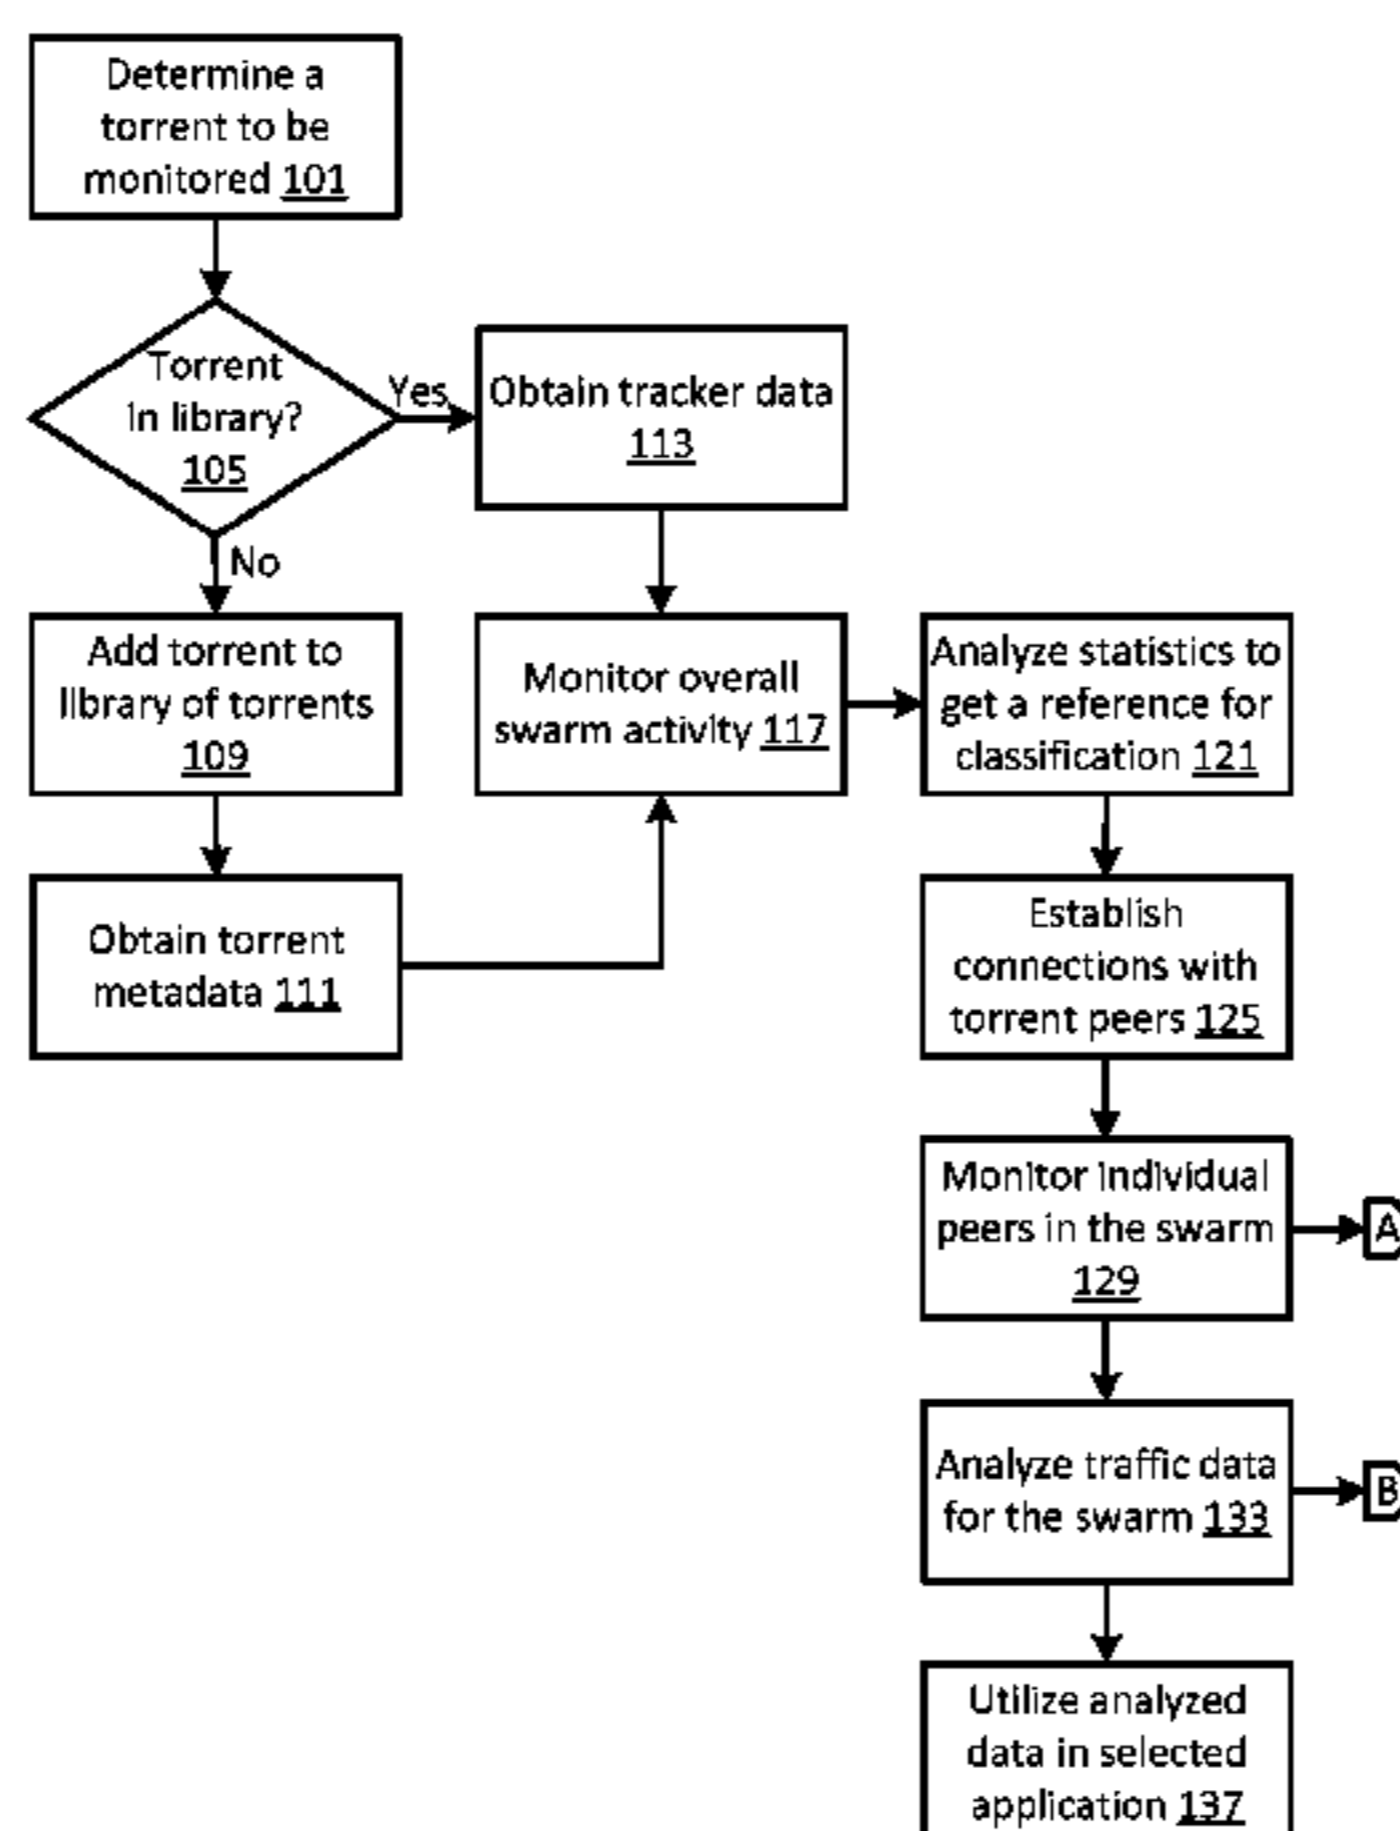 Determine a
torrent to be
monitored 101
Torrent
in library?
105
Yes
No
Obtain tracker data
113
Add torrent to
library of torrents
109
Monitor overall
swarm activity 117
Analyze statistics to
get a reference for
classification 121
Obtain torrent
metadata 111
Establish
connections with
torrent peers 125
Monitor individual
peers in the swarm
129
A
Analyze traffic data
for the swarm 133
B
Utilize analyzed
data in selected
application 137